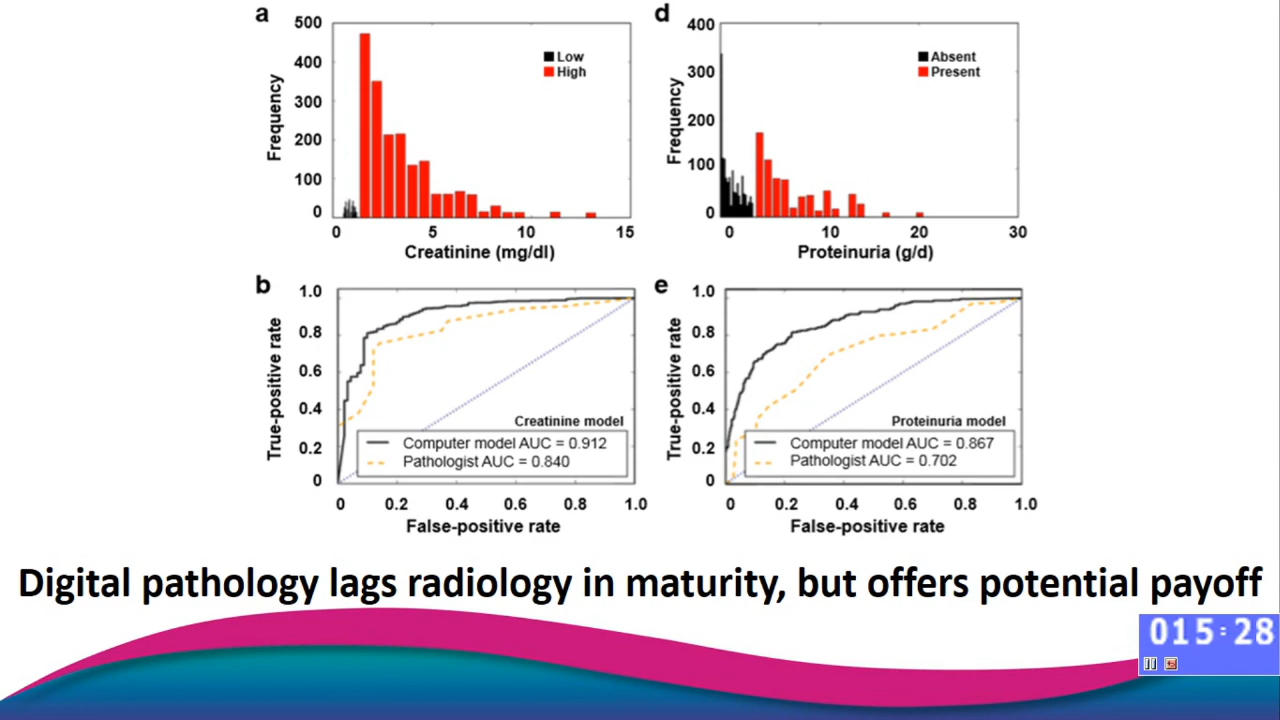 a
500
400
300
200
100
0
Frequency
Low
High
0 5 10 15
Creatinine (mg/dl)
d
400
300
200
100
0
Frequency
Absent
Present
0 10 20 30
Proteinuria (g/d)
b
1.0
0.8
0.6
0.4
0.2
0
True-positive rate
Creatinine model
Computer model AUC = 0.912
Pathologist AUC = 0.840
0 0.2 0.4 0.6 0.8 1.0
False-positive rate
e
1.0
0.8
0.6
0.4
0.2
0
True-positive rate
Proteinuria model
Computer model AUC = 0.867
Pathologist AUC = 0.702
0 0.2 0.4 0.6 0.8 1.0
False-positive rate
Digital pathology lags radiology in maturity, but offers potential payoff
015:28